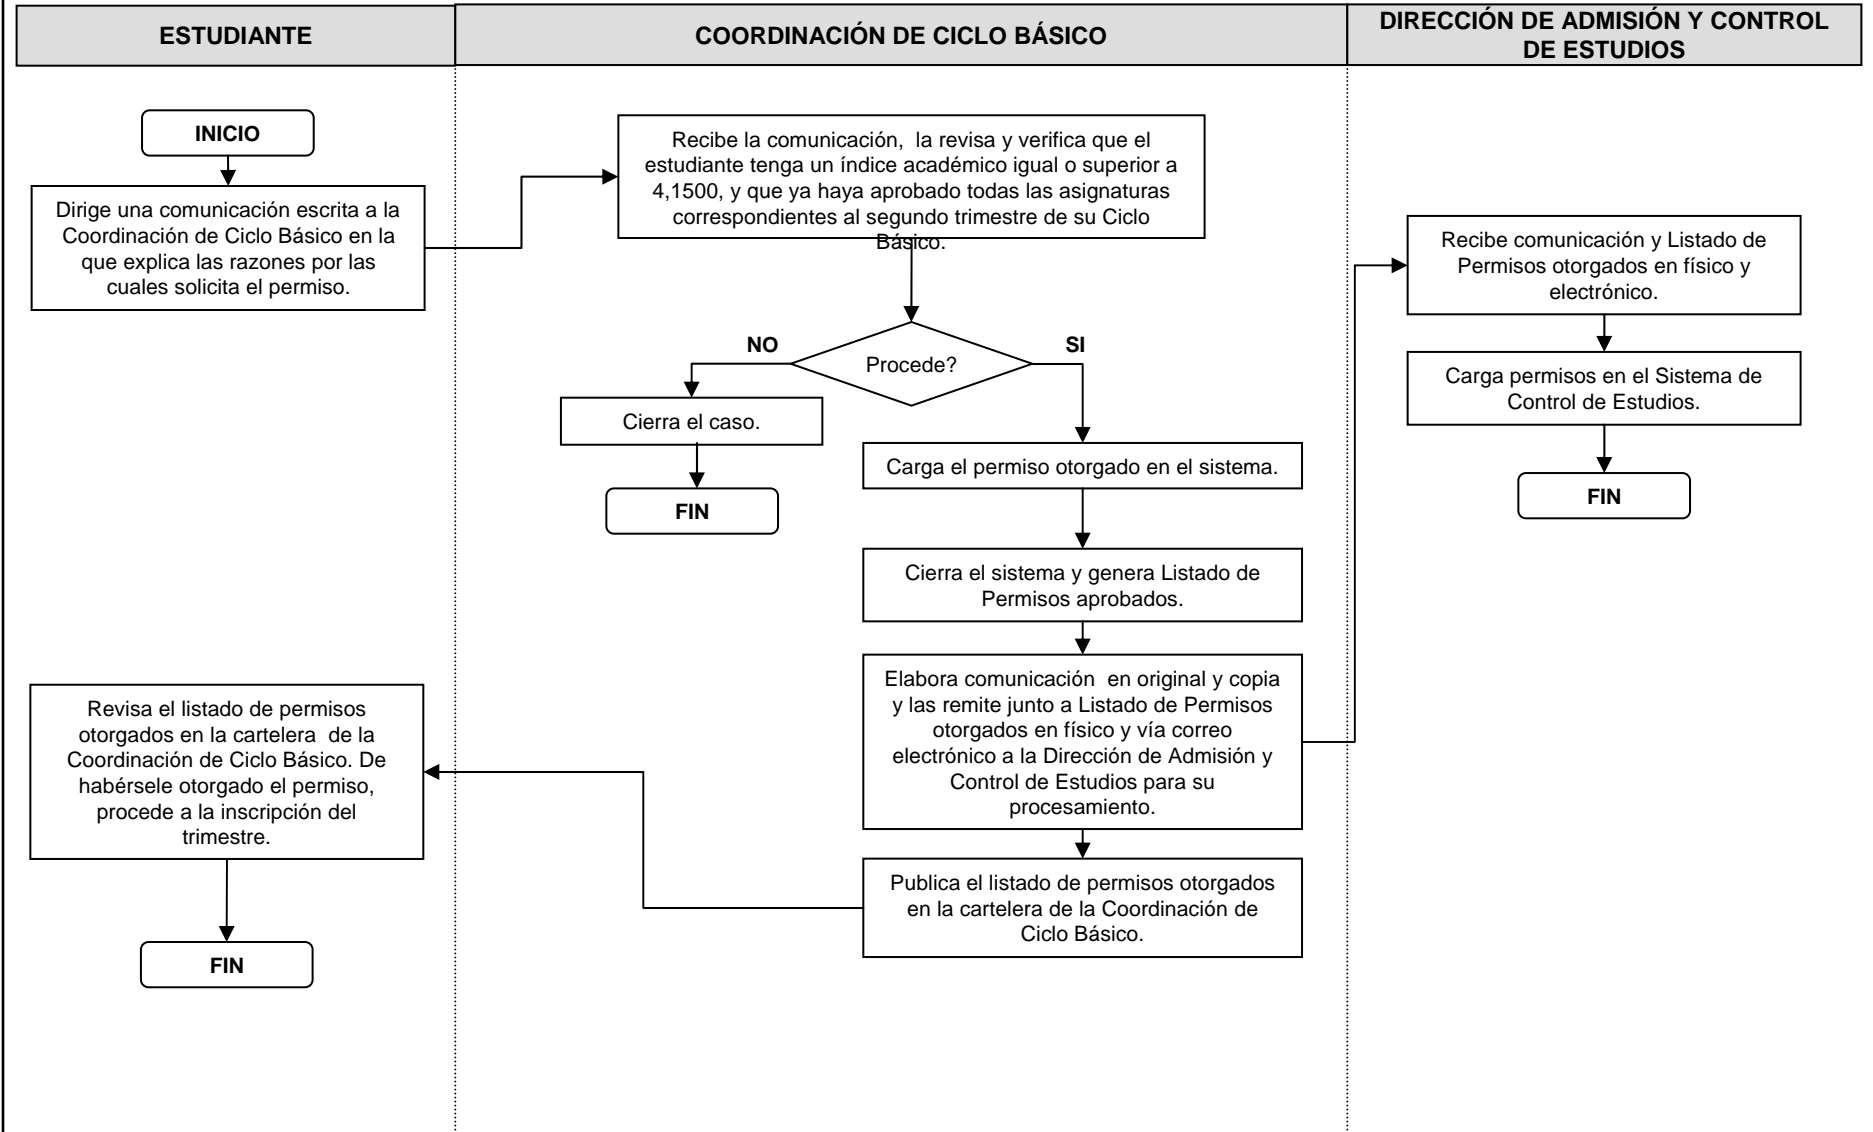 ESTUDIANTE
COORDINACIÓN DE CICLO BÁSICO
DIRECCIÓN DE ADMISIÓN Y CONTROL
DE ESTUDIOS
INICIO
Dirige una comunicación escrita a la
Coordinación de Ciclo Básico en la
que explica las razones por las
cuales solicita el permiso.
Recibe la comunicación, la revisa y verifica que el
estudiante tenga un índice académico igual o superior a
4,1500, y que ya haya aprobado todas las asignaturas
correspondientes al segundo trimestre de su Ciclo
Básico.
Procede?
NO
SI
Cierra el caso.
FIN
Carga el permiso otorgado en el sistema.
Cierra el sistema y genera Listado de
Permisos aprobados.
Elabora comunicación en original y copia
y las remite junto a Listado de Permisos
otorgados en físico y vía correo
electrónico a la Dirección de Admisión y
Control de Estudios para su
procesamiento.
Publica el listado de permisos otorgados
en la cartelera de la Coordinación de
Ciclo Básico.
Recibe comunicación y Listado de
Permisos otorgados en físico y
electrónico.
Carga permisos en el Sistema de
Control de Estudios.
FIN
Revisa el listado de permisos
otorgados en la cartelera de la
Coordinación de Ciclo Básico. De
habérsele otorgado el permiso,
procede a la inscripción del
trimestre.
FIN